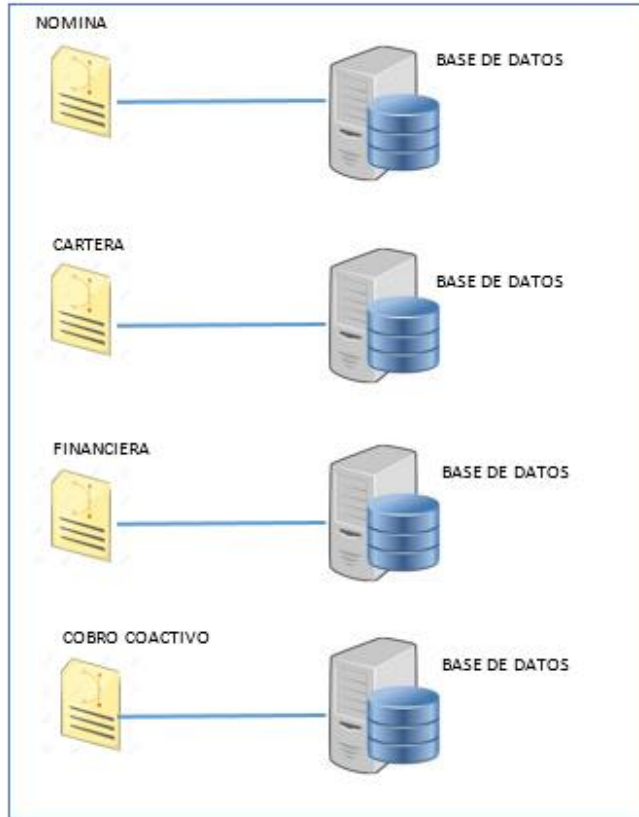 NOMINA
BASE DE DATOS
CARTERA
BASE DE DATOS
FINANCIERA
BASE DE DATOS
COBRO COACTIVO
BASE DE DATOS